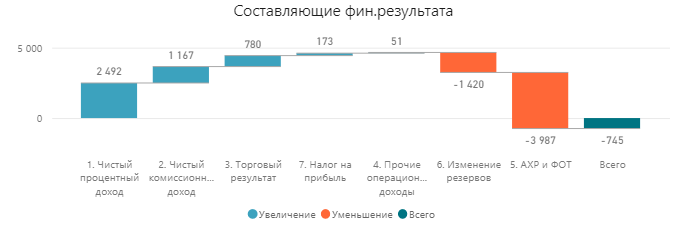 Составляющие фин.результата
5 000
0
2 492
1 167
780
173
51
-1 420
-3 987
-745
1. Чистый
процентный
доход
2. Чистый
комиссионн...
доход
3. Торговый
результат
7. Налог на
прибыль
4. Прочие
операцион...
доходы
6. Изменение
резервов
5. АХР и ФОТ
Всего
Увеличение
Уменьшение
Всего